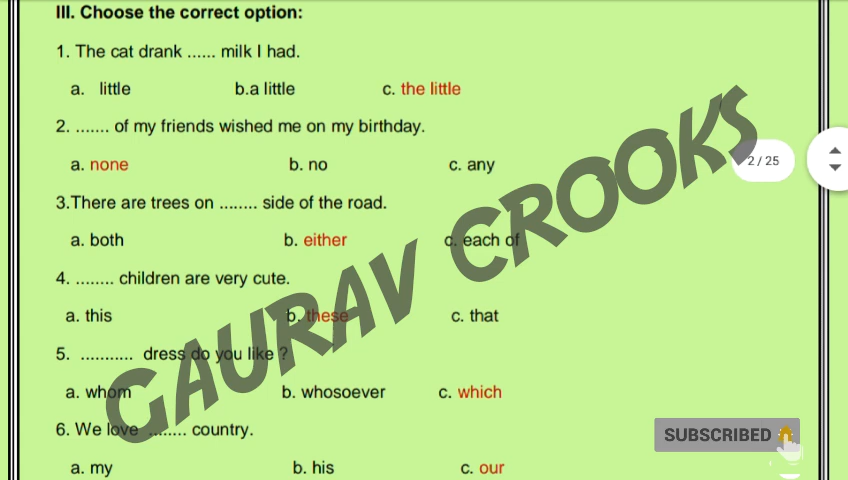 III. Choose the correct option:
1. The cat drank ...... milk I had.
a. little b.a little c. the little
2. ....... of my friends wished me on my birthday.
a. none b. no c. any
2 / 25
3.There are trees on ........ side of the road.
a. both b. either c. each of
4. ........ children are very cute.
a. this b. these c. that
5. ........... dress do you like ?
a. whom b. whosoever c. which
6. We love ........ country.
a. my b. his c. our
GAURAV CROOKS
SUBSCRIBED